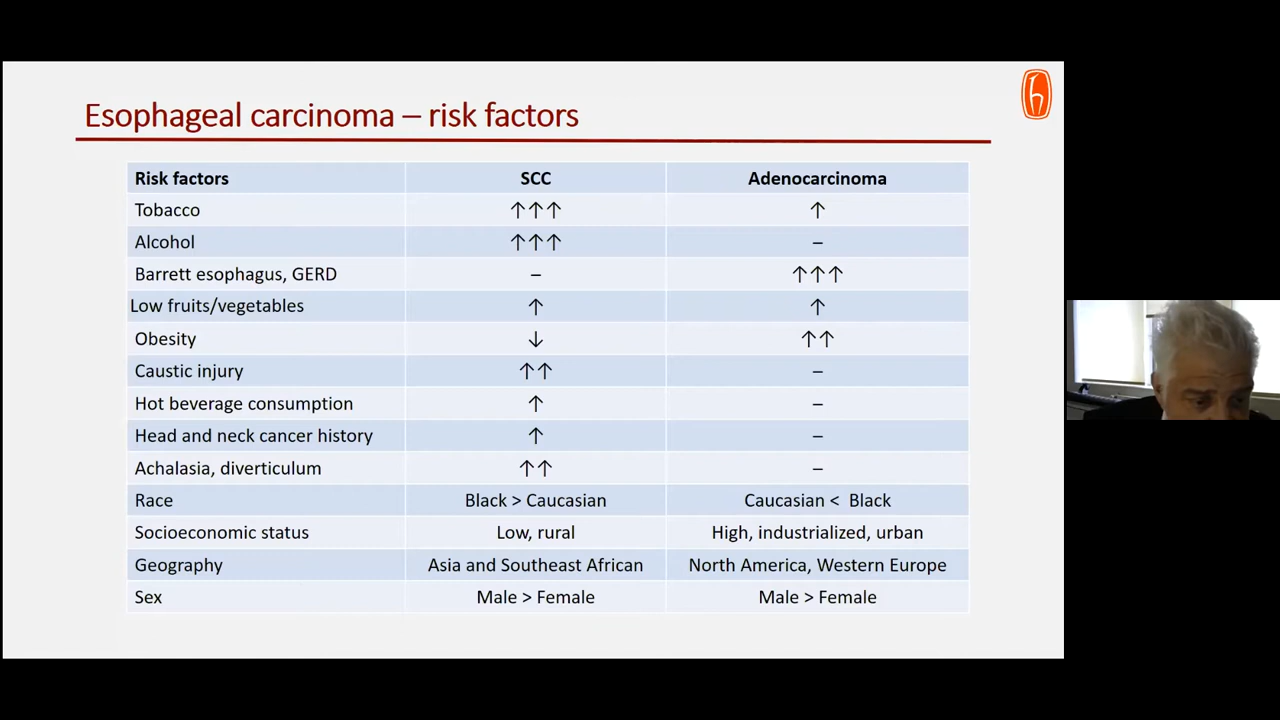 Esophageal carcinoma – risk factors
Risk factors SCC Adenocarcinoma
Tobacco ↑↑↑ ↑
Alcohol ↑↑↑ –
Barrett esophagus, GERD – ↑↑↑
Low fruits/vegetables ↑ ↑
Obesity ↓ ↑↑
Caustic injury ↑↑ –
Hot beverage consumption ↑ –
Head and neck cancer history ↑ –
Achalasia, diverticulum ↑↑ –
Race Black > Caucasian Caucasian < Black
Socioeconomic status Low, rural High, industrialized, urban
Geography Asia and Southeast African North America, Western Europe
Sex Male > Female Male > Female